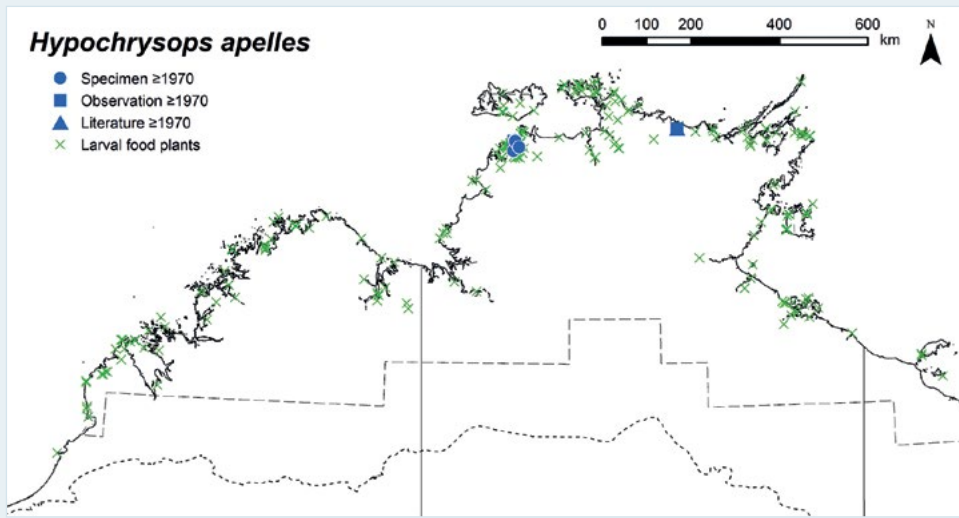 Hypochrysops apelles
Specimen ≥1970
Observation ≥1970
Literature ≥1970
Larval food plants
0 100 200 400 600
km
N